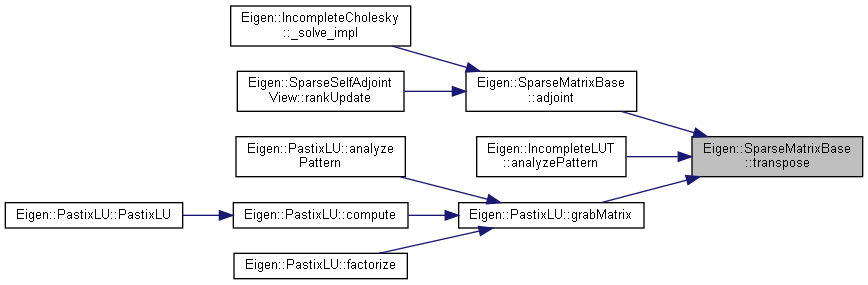 Eigen::IncompleteCholesky
::_solve_impl
Eigen::SparseSelfAdjoint
View::rankUpdate
Eigen::SparseMatrixBase
::adjoint
Eigen::PastixLU::analyze
Pattern
Eigen::IncompleteLUT
::analyzePattern
Eigen::SparseMatrixBase
::transpose
Eigen::PastixLU::PastixLU
Eigen::PastixLU::compute
Eigen::PastixLU::grabMatrix
Eigen::PastixLU::factorize